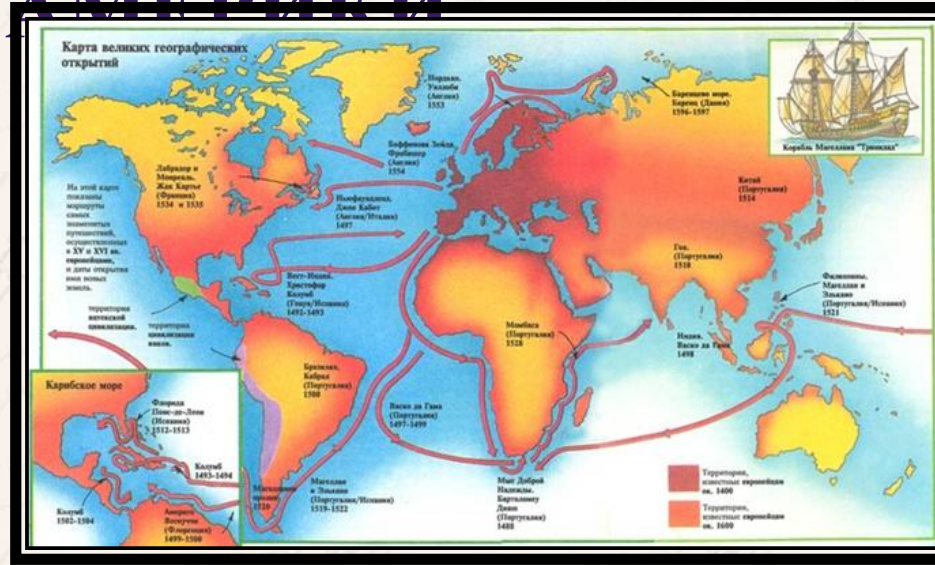 АМЕРИКИ
Карта великих географических
открытий
Корабль Магеллана "Тринидад"
(Англия)
1553
Баренцево море.
Баренц (Дания)
1596-1597
Баффинова Земля.
Фробишер
(Англия)
1554
Лабрадор и
Монреаль.
Жак Картье
(Франция)
1534 и 1535
Китай
(Португалия)
1514
На этой карте
показаны
маршруты
самых
знаменитых
путешествий,
осуществленных
в XV и XVI вв.
европейцами,
и даты открытия
ими новых
земель.
Ньюфаундленд.
Джон Кабот
(Англия/Италия)
1497
Гоа.
(Португалия)
1510
Вест-Индия.
Христофор
Колумб
(Генуя/Испания)
1492-1493
Филиппины.
Магеллан и
Элькано
(Португалия/Испания)
1521
территория
ацтекской
цивилизации.
территория
цивилизации
инков.
Момбаса
(Португалия)
1528
Индия.
Васко да Гама
1498
Бразилия.
Кабрал
(Португалия)
1500
Карибское море
Флорида
Понс-де-Леон
(Испания)
1512-1513
Васко да Гама
(Португалия)
1497-1499
Колумб
1493-1494
Магелланов
пролив
1520
Магеллан
и Элькано
(Португалия/Испания)
1519-1522
Мыс Доброй
Надежды.
Бартоломеу
Диаш
(Португалия)
1488
Территории,
известные европейцам
ок. 1400
Территории,
известные европейцам
ок. 1600
Колумб
1502-1504
Америго
Веспуччи
(Флоренция)
1499-1500